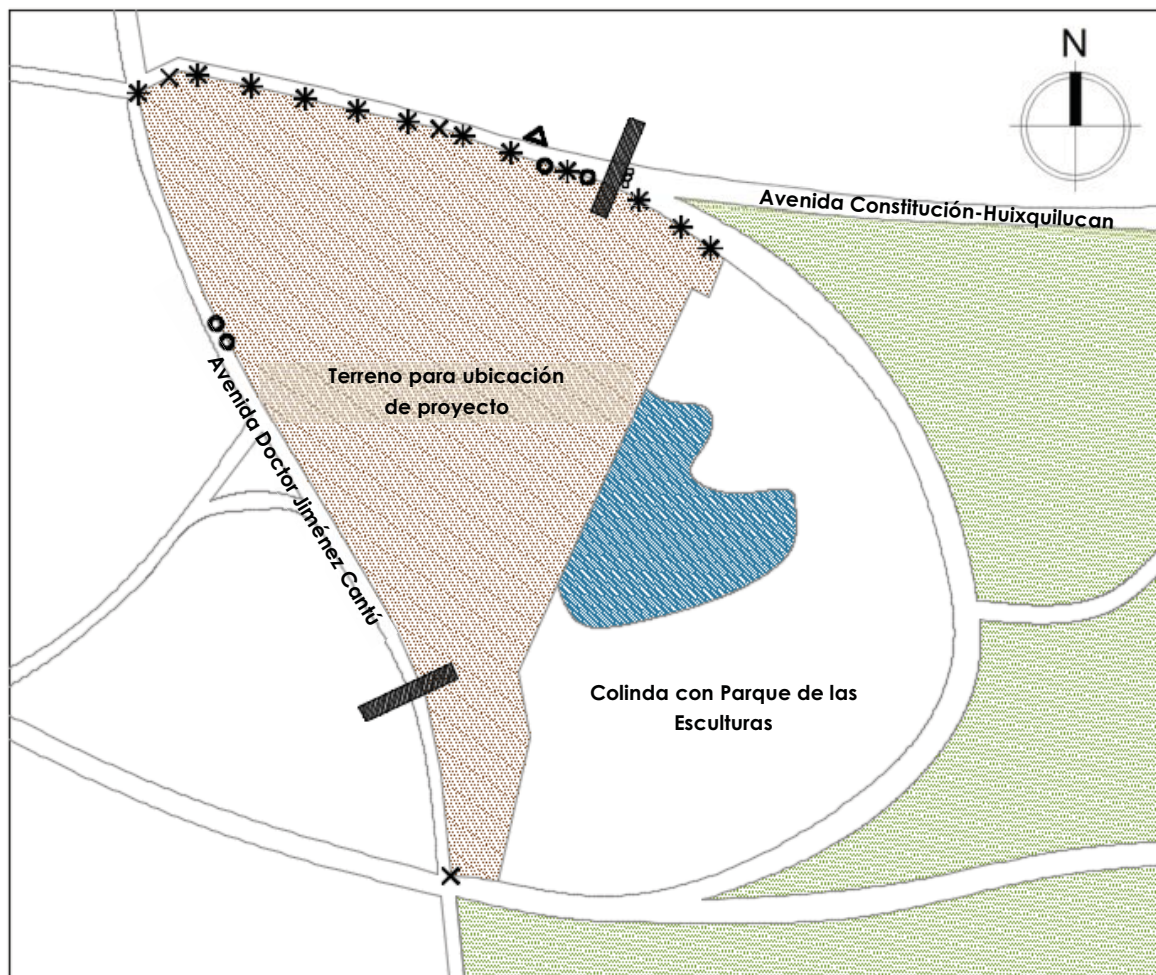 N
Avenida Constitución-Huixquilucan
Terreno para ubicación
de proyecto
Avenida Doctor Jiménez Cantú
Colinda con Parque de las
Esculturas